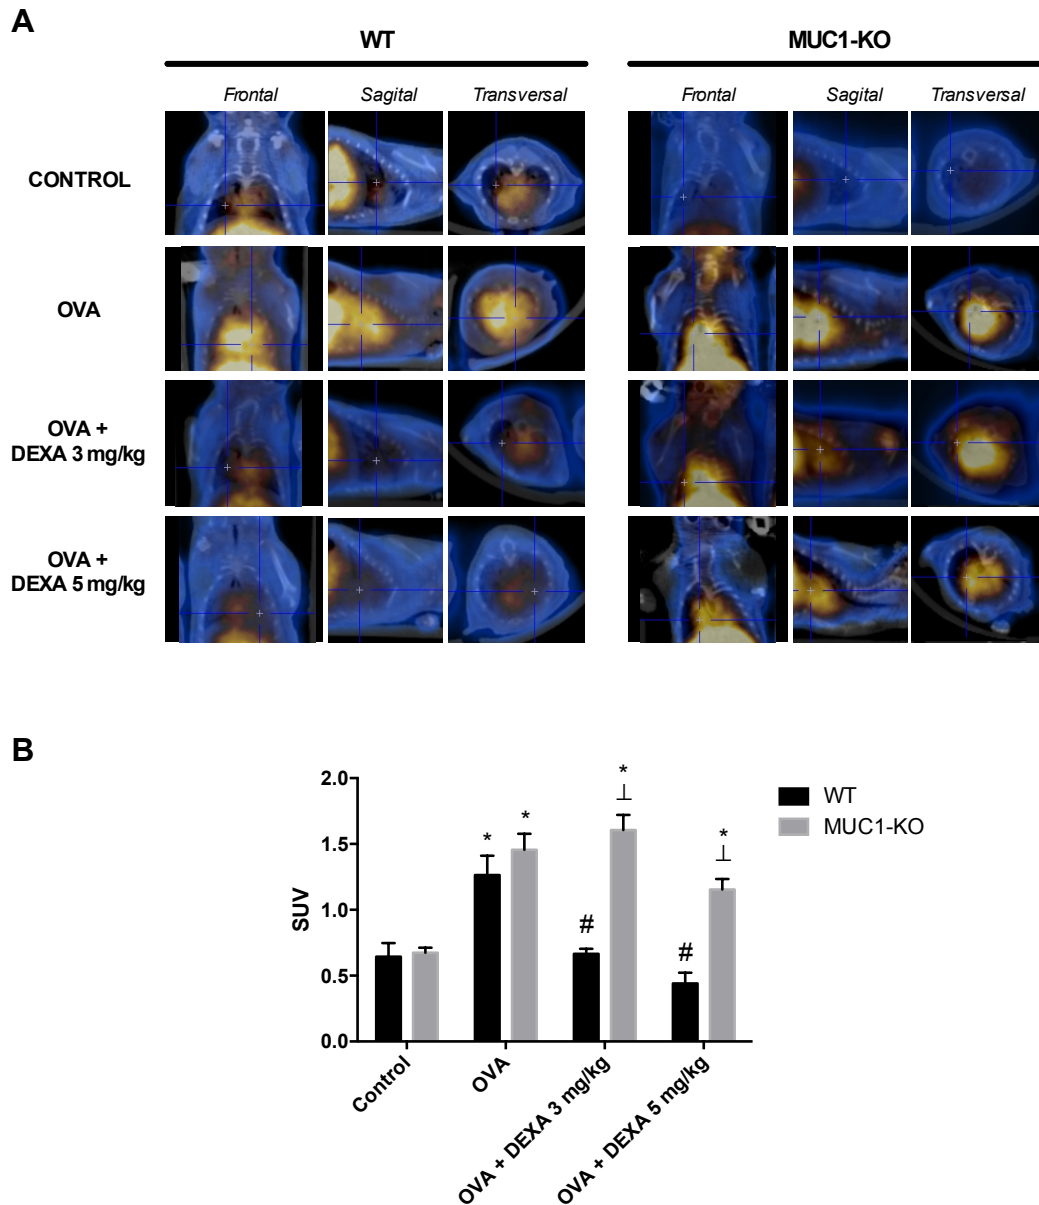 A
WT MUC1-KO
Frontal Sagital Transversal Frontal Sagital Transversal
CONTROL
OVA
OVA +
DEXA 3 mg/kg
OVA +
DEXA 5 mg/kg
B
2.0
1.5
1.0
0.5
0.0
SUV
* * # * ⊥ # * ⊥
WT
MUC1-KO
Control
OVA
OVA + DEXA 3 mg/kg
OVA + DEXA 5 mg/kg